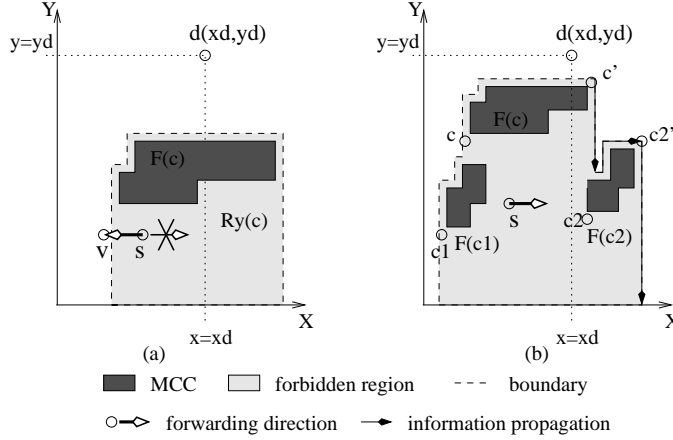 Y
d(xd,yd)
y=yd
F(c)
Ry(c)
v
s
X
x=xd
(a)
Y
d(xd,yd)
c'
F(c)
c
c2'
s
c2
c1
F(c1)
F(c2)
X
x=xd
(b)
MCC
forbidden region
boundary
forwarding direction
information propagation